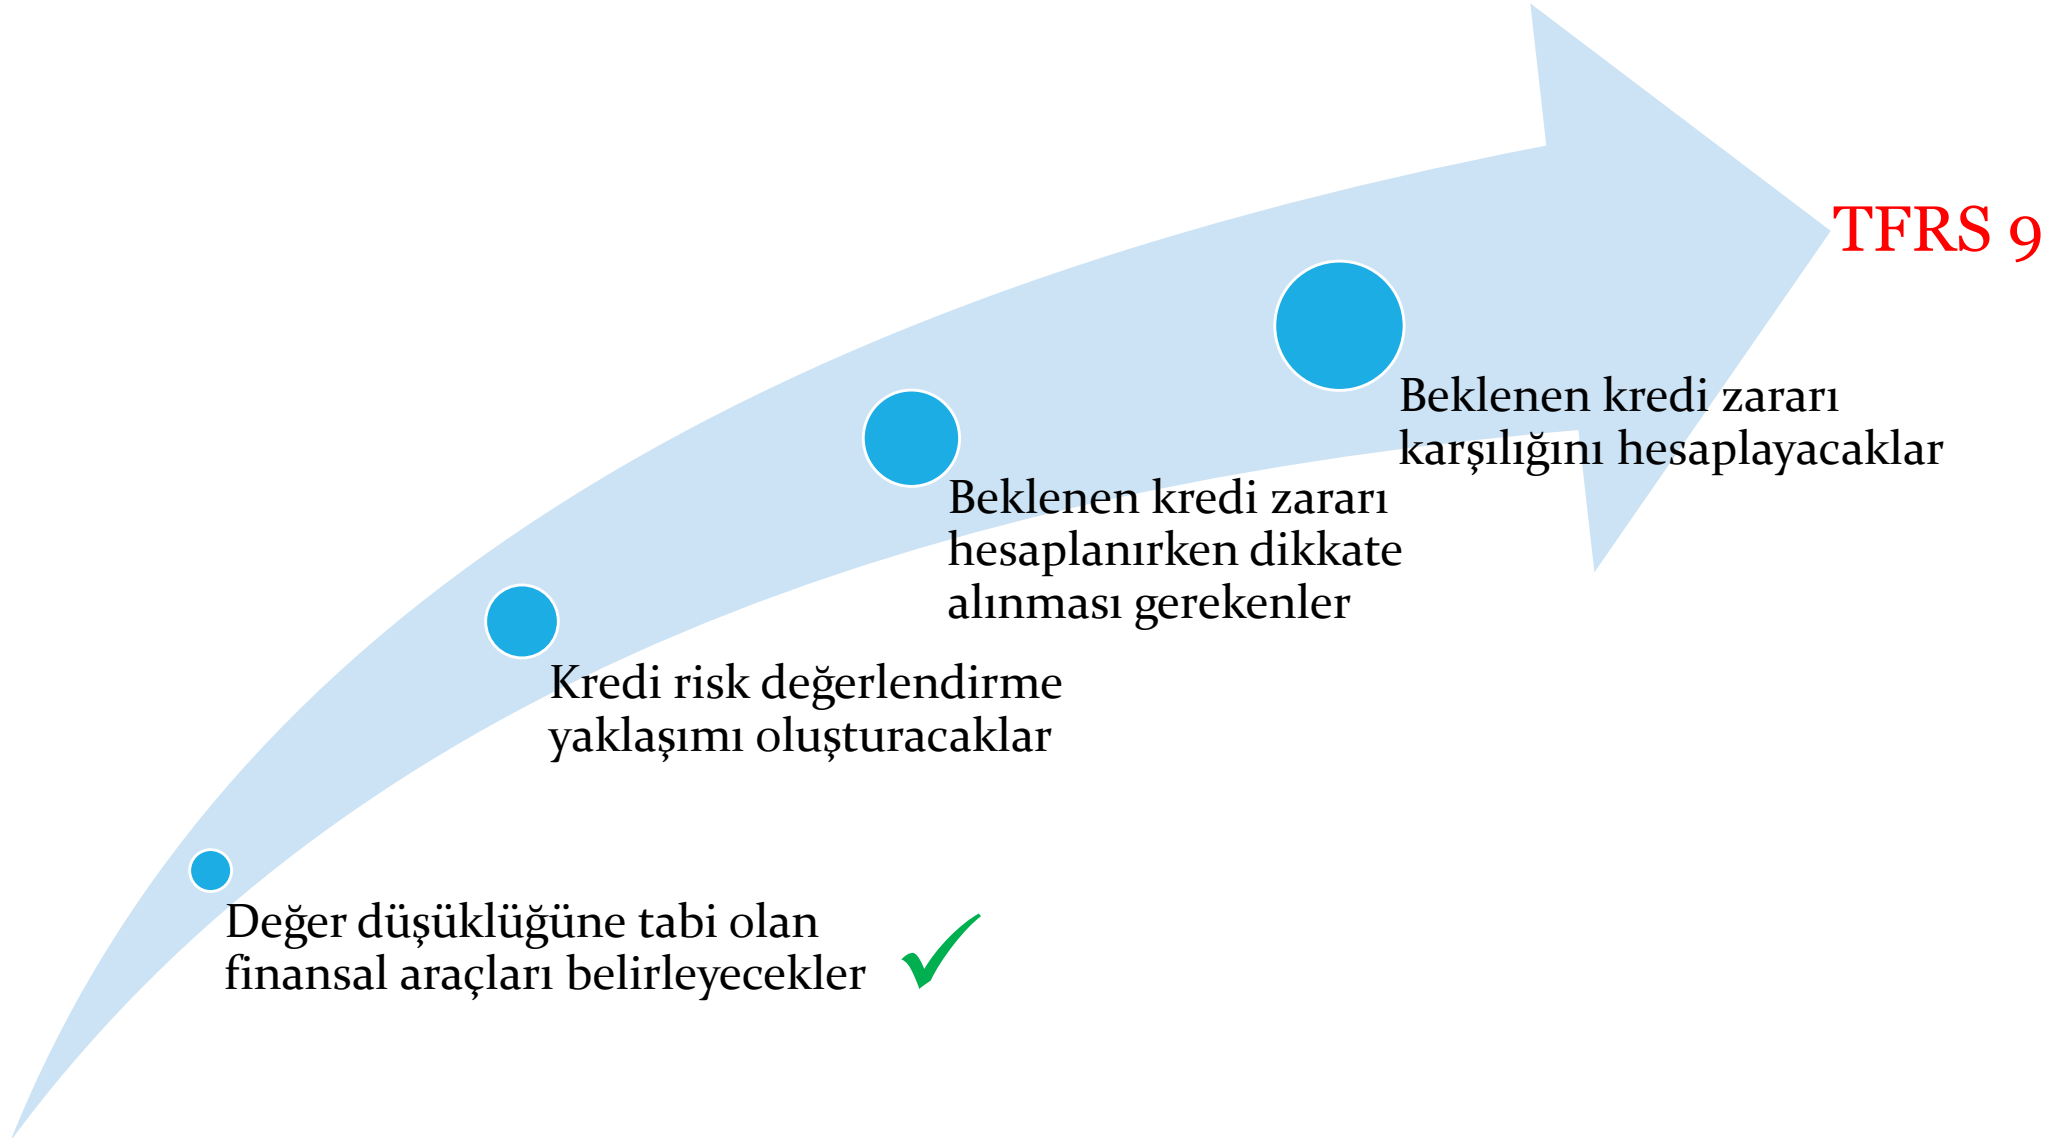 TFRS 9
Beklenen kredi zararı
karşılığını hesaplayacaklar
Beklenen kredi zararı
hesaplanırken dikkate
alınması gerekenler
Kredi risk değerlendirme
yaklaşımı oluşturacaklar
Değer düşüklüğüne tabi olan
finansal araçları belirleyecekler